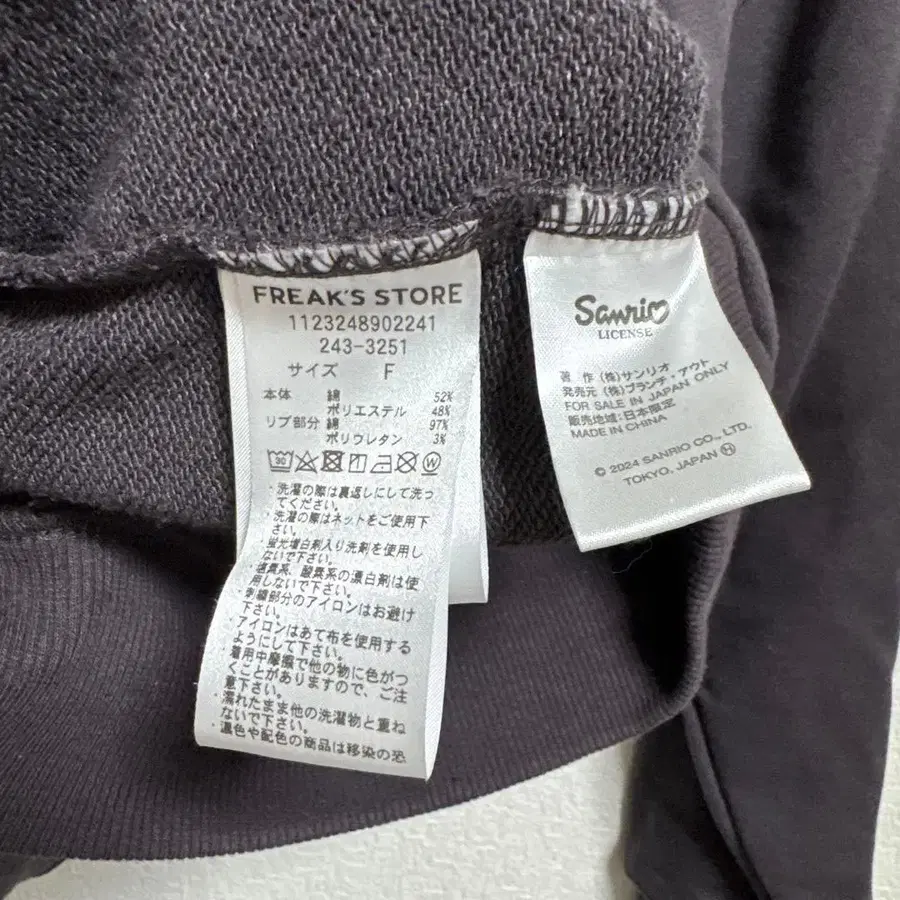 FREAK'S STORE
1123248902241
243-3251
サイズ F
本体 綿 52%
ポリエステル 48%
リブ部分 綿 97%
ポリウレタン 3%
・洗濯の際は裏返しにして洗っ
てください。
・洗濯の際はネットをご使用下
さい。
・蛍光増白剤入り洗剤を使用し
ないで下さい。
・塩素系、酸素系の漂白剤は使
用しないで下さい。
・刺繍部分のアイロンはお避け
下さい。
・アイロンはあて布を使用する
ようにして下さい。
・着用中摩擦で他の物に色がつ
くことがありますので、ご注
意下さい。
・濡れたまま他の洗濯物と重ね
ないで下さい。
・濃色や配色の商品は移染の恐
Sanrio
LICENSE
著 作 (株)サンリオ
発売元 (株)ブランチ・アウト
FOR SALE IN JAPAN ONLY
販売地域:日本限定
MADE IN CHINA
© 2024 SANRIO CO., LTD.
TOKYO, JAPAN Ⓗ